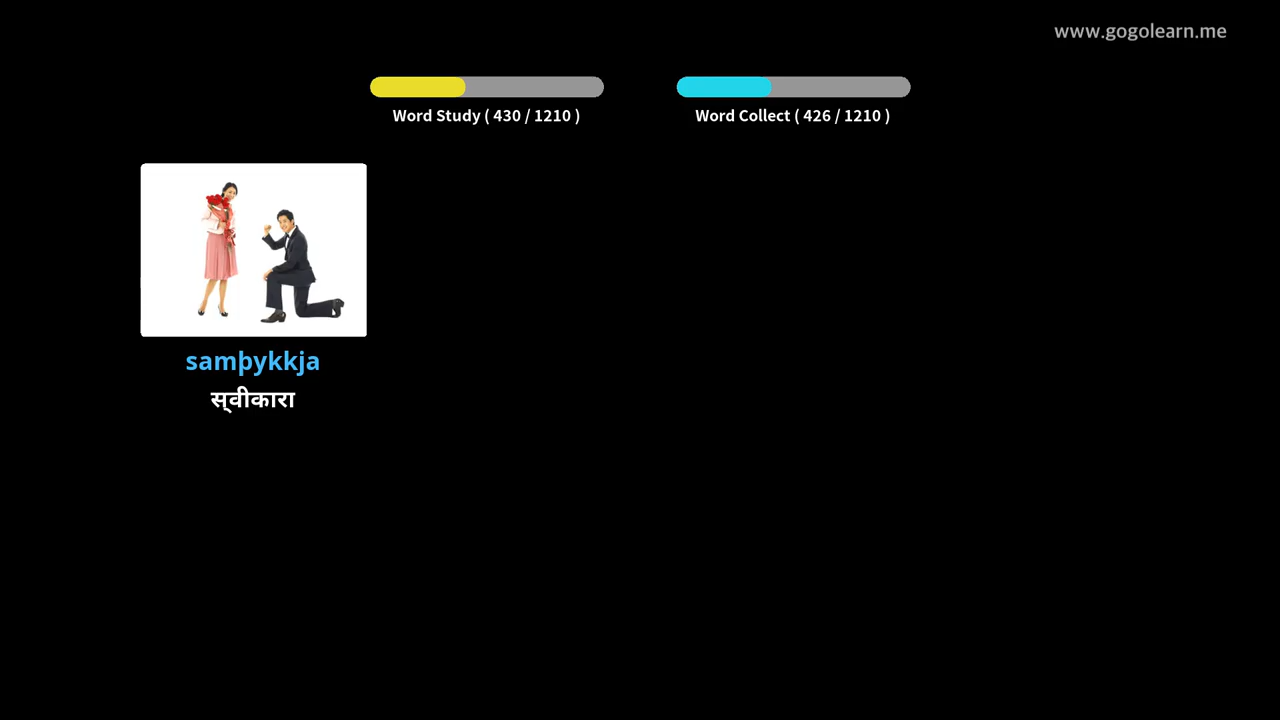 www.gogolearn.me
Word Study ( 430 / 1210 )
Word Collect ( 426 / 1210 )
samþykkja
स्वीकारा